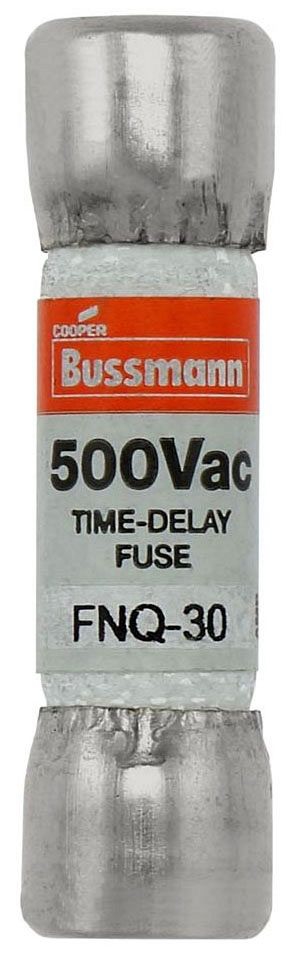 COOPER
Bussmann
500Vac
TIME-DELAY
FUSE
FNQ-30